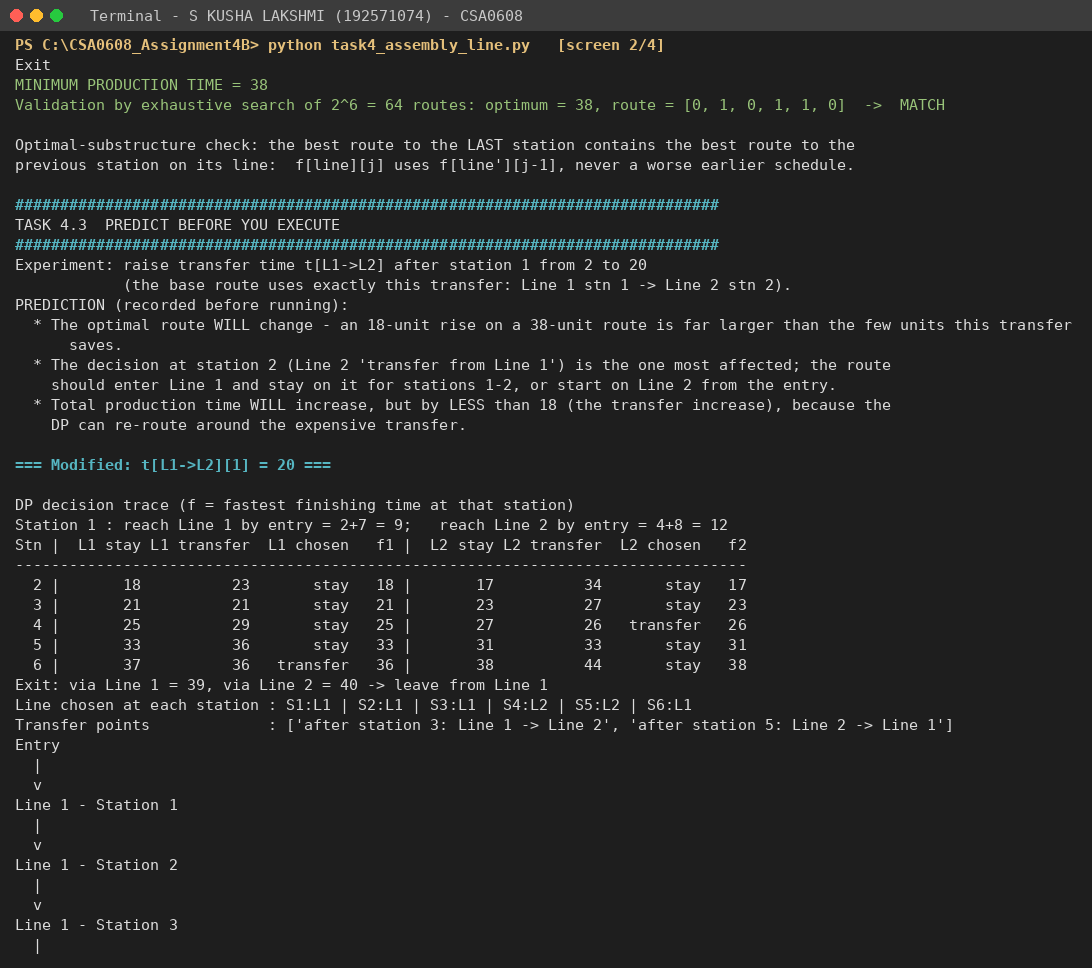 Terminal - S KUSHA LAKSHMI (192571074) - CSA0608
PS C:\CSA0608_Assignment4B> python task4_assembly_line.py   [screen 2/4]
Exit
MINIMUM PRODUCTION TIME = 38
Validation by exhaustive search of 2^6 = 64 routes: optimum = 38, route = [0, 1, 0, 1, 1, 0]  ->  MATCH

Optimal-substructure check: the best route to the LAST station contains the best route to the
previous station on its line:  f[line][j] uses f[line'][j-1], never a worse earlier schedule.

##############################################################################
TASK 4.3  PREDICT BEFORE YOU EXECUTE
##############################################################################
Experiment: raise transfer time t[L1->L2] after station 1 from 2 to 20
            (the base route uses exactly this transfer: Line 1 stn 1 -> Line 2 stn 2).
PREDICTION (recorded before running):
  * The optimal route WILL change - an 18-unit rise on a 38-unit route is far larger than the few units this transfer
      saves.
  * The decision at station 2 (Line 2 'transfer from Line 1') is the one most affected; the route
    should enter Line 1 and stay on it for stations 1-2, or start on Line 2 from the entry.
  * Total production time WILL increase, but by LESS than 18 (the transfer increase), because the
    DP can re-route around the expensive transfer.

=== Modified: t[L1->L2][1] = 20 ===

DP decision trace (f = fastest finishing time at that station)
Station 1 : reach Line 1 by entry = 2+7 = 9;   reach Line 2 by entry = 4+8 = 12
Stn |  L1 stay L1 transfer  L1 chosen   f1 |  L2 stay L2 transfer  L2 chosen   f2
---------------------------------------------------------------------------------
  2 |       18          23       stay   18 |       17          34       stay   17
  3 |       21          21       stay   21 |       23          27       stay   23
  4 |       25          29       stay   25 |       27          26   transfer   26
  5 |       33          36       stay   33 |       31          33       stay   31
  6 |       37          36   transfer   36 |       38          44       stay   38
Exit: via Line 1 = 39, via Line 2 = 40 -> leave from Line 1
Line chosen at each station : S1:L1 | S2:L1 | S3:L1 | S4:L2 | S5:L2 | S6:L1
Transfer points             : ['after station 3: Line 1 -> Line 2', 'after station 5: Line 2 -> Line 1']
Entry
  |
  v
Line 1 - Station 1
  |
  v
Line 1 - Station 2
  |
  v
Line 1 - Station 3
  |